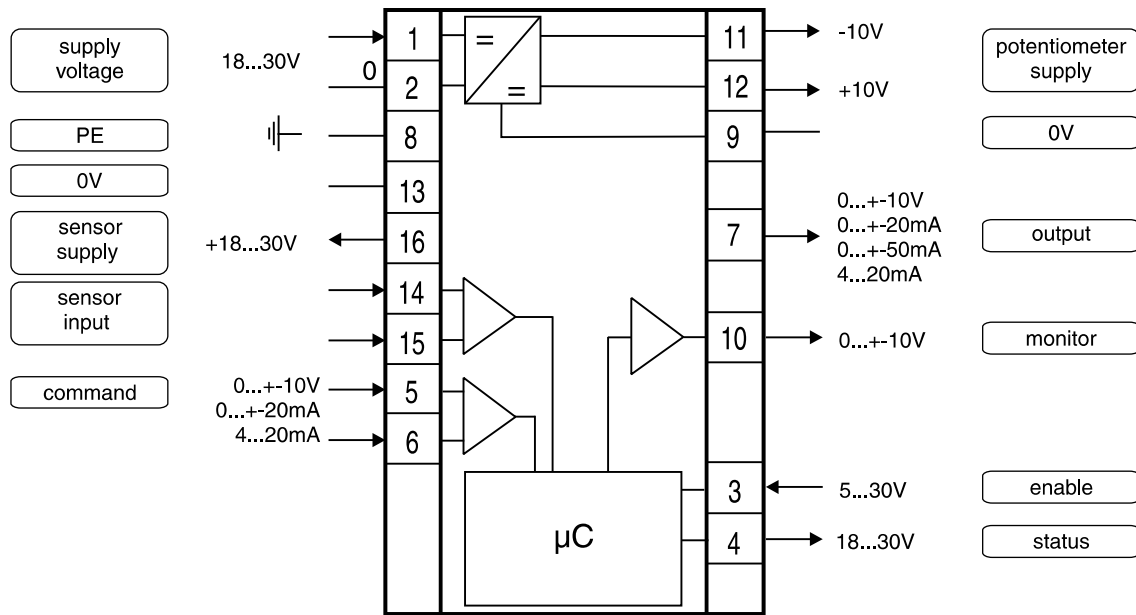 supply
voltage
18...30V
0
1
2
=
=
11
12
-10V
+10V
potentiometer
supply
PE
8
9
0V
0V
13
sensor
supply
+18...30V
16
7
0...+-10V
0...+-20mA
0...+-50mA
4...20mA
output
sensor
input
14
15
10
0...+-10V
monitor
command
0...+-10V
0...+-20mA
4...20mA
5
6
µC
3
5...30V
enable
4
18...30V
status